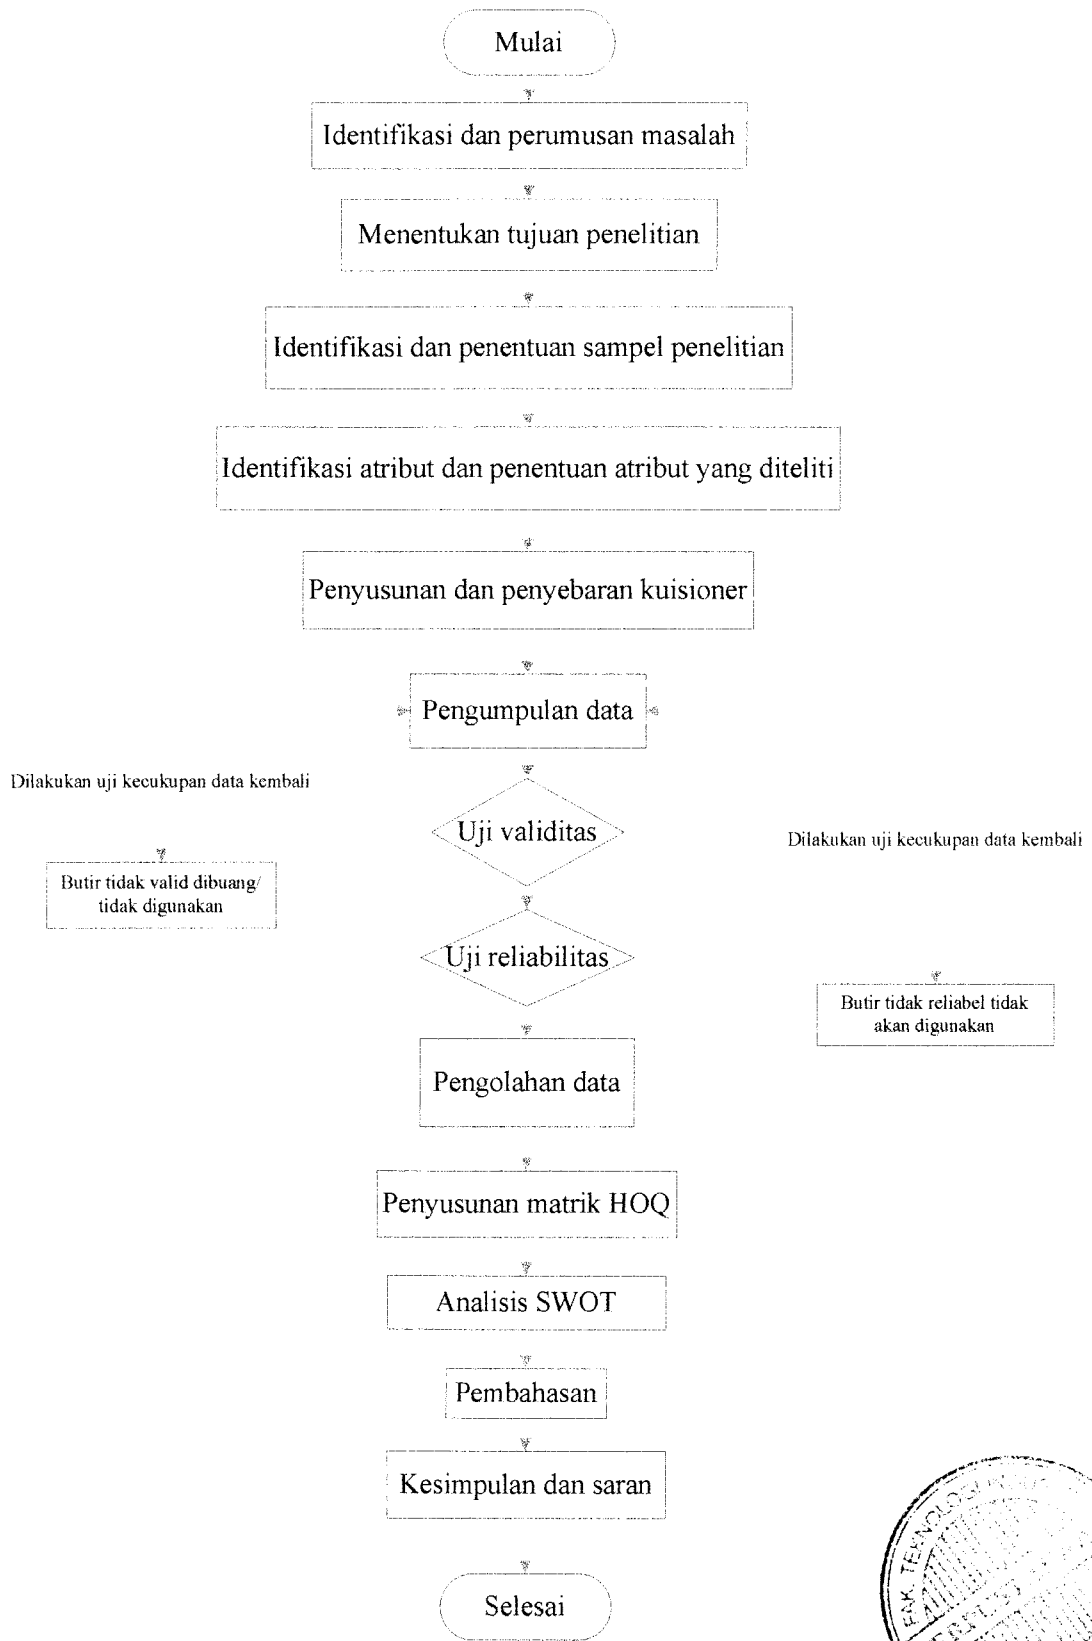 Mulai
Identifikasi dan perumusan masalah
Menentukan tujuan penelitian
Identifikasi dan penentuan sampel penelitian
Identifikasi atribut dan penentuan atribut yang diteliti
Penyusunan dan penyebaran kuisioner
Pengumpulan data
Dilakukan uji kecukupan data kembali
Uji validitas
Dilakukan uji kecukupan data kembali
Butir tidak valid dibuang/
tidak digunakan
Uji reliabilitas
Butir tidak reliabel tidak
akan digunakan
Pengolahan data
Penyusunan matrik HOQ
Analisis SWOT
Pembahasan
Kesimpulan dan saran
Selesai
FAK. TEKNOLOGI